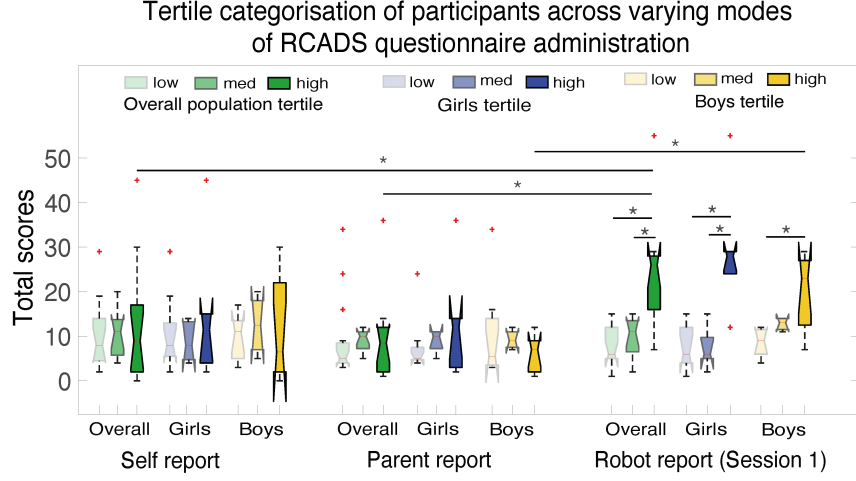 Tertile categorisation of participants across varying modes
of RCADS questionnaire administration
low med high low med high low med high
Overall population tertile Girls tertile Boys tertile
* * * * * * * *
50
40
30
20
10
0
Total scores
Overall Girls Boys Overall Girls Boys Overall Girls Boys
Self report Parent report Robot report (Session 1)